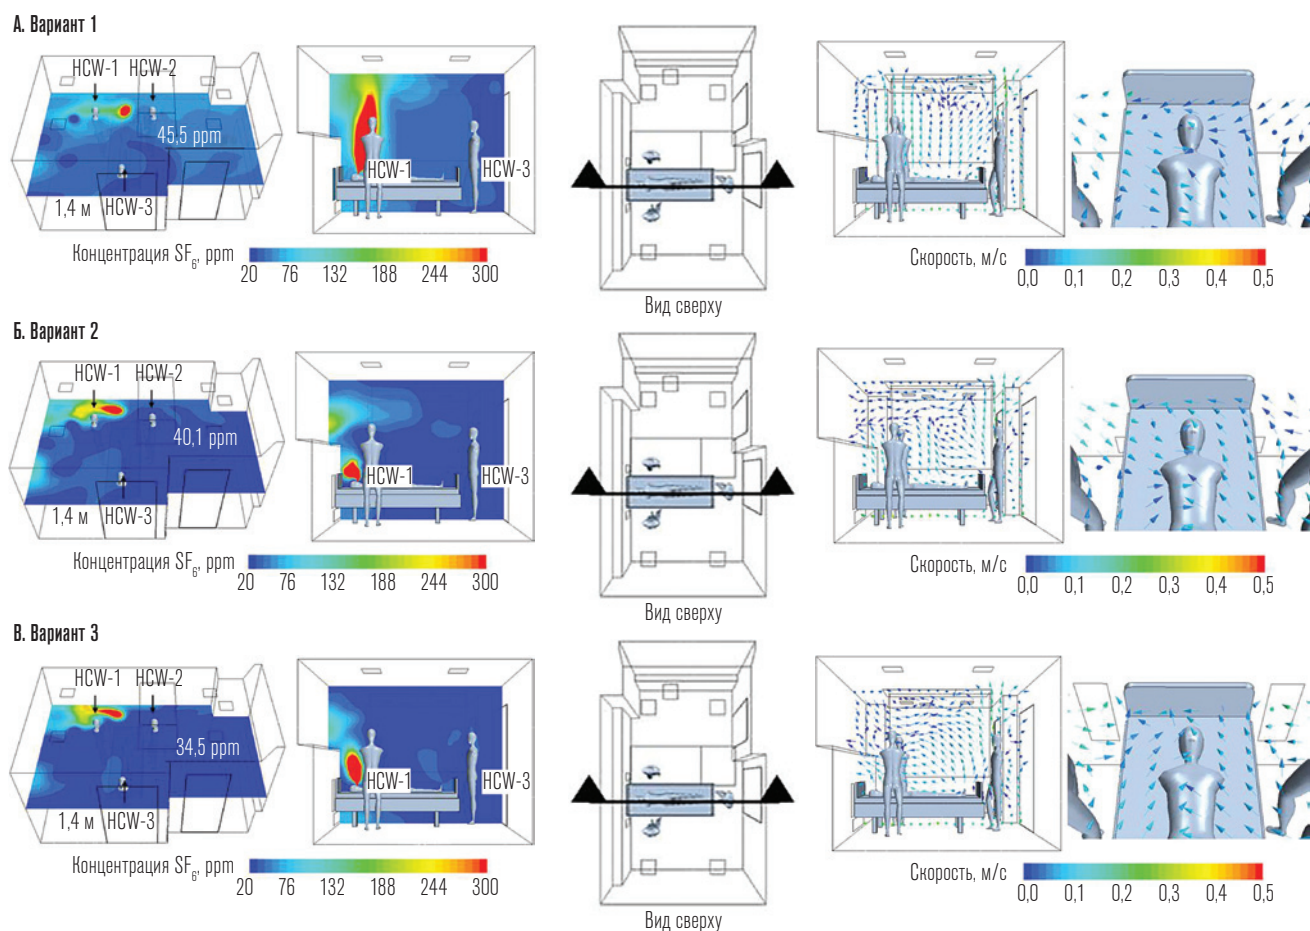 А. Вариант 1
HCW-1 HCW-2
45,5 ppm
1,4 м HCW-3
HCW-1 HCW-3
Концентрация SF₆, ppm
20 76 132 188 244 300
Вид сверху
Скорость, м/с
0,0 0,1 0,2 0,3 0,4 0,5
Б. Вариант 2
HCW-1 HCW-2
40,1 ppm
1,4 м HCW-3
HCW-1 HCW-3
Концентрация SF₆, ppm
20 76 132 188 244 300
Вид сверху
Скорость, м/с
0,0 0,1 0,2 0,3 0,4 0,5
В. Вариант 3
HCW-1 HCW-2
34,5 ppm
1,4 м HCW-3
HCW-1 HCW-3
Концентрация SF₆, ppm
20 76 132 188 244 300
Вид сверху
Скорость, м/с
0,0 0,1 0,2 0,3 0,4 0,5